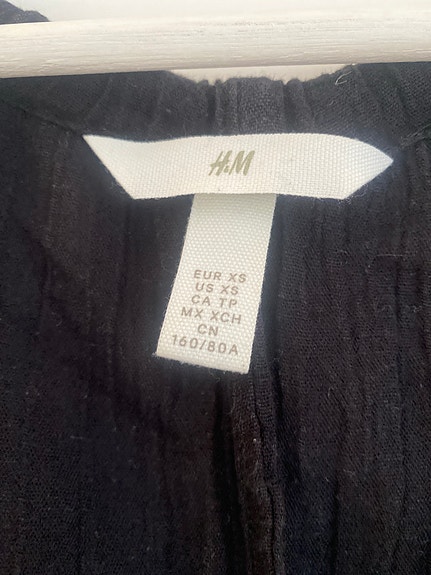 H&M
EUR XS
US XS
CA TP
MX XCH
CN
160/80A